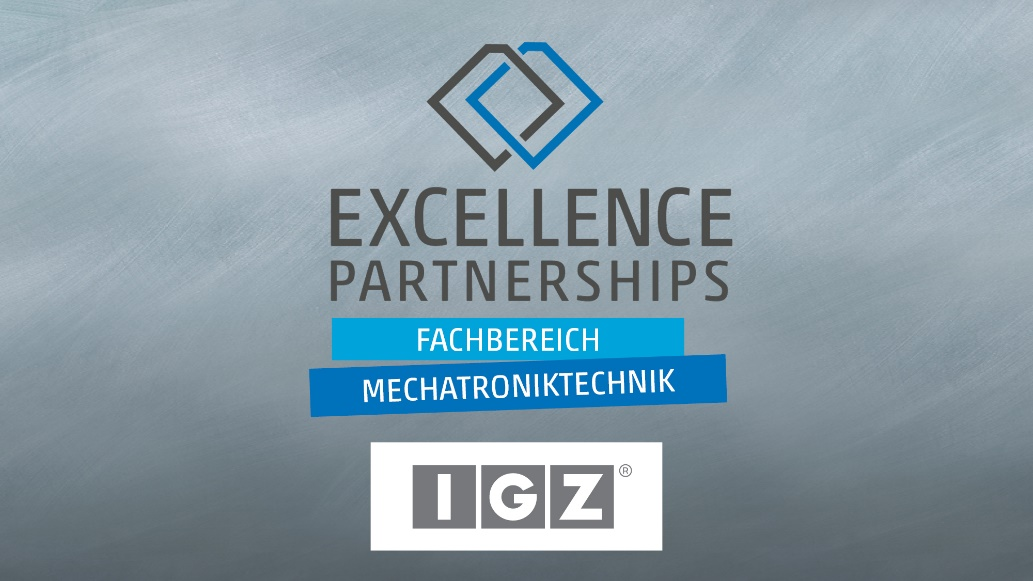 EXCELLENCE
PARTNERSHIPS
FACHBEREICH
MECHATRONIKTECHNIK
IGZ®